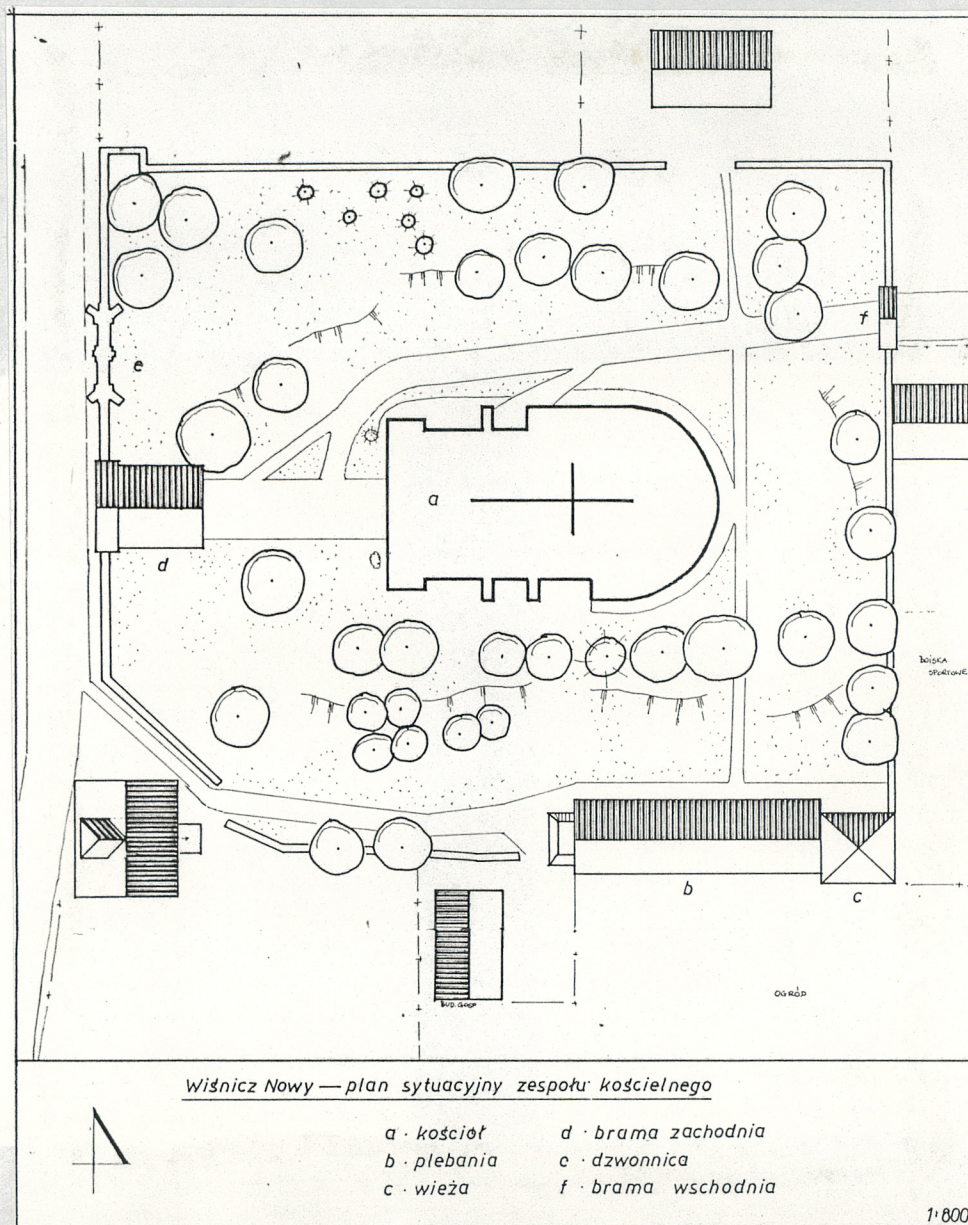 f
e
a
d
BOISKA
SPORTOWE
b
c
BUD. GOSP
OGRÓD
Wiśnicz Nowy — plan sytuacyjny zespołu kościelnego
a · kościół
b · plebania
c · wieża
d · brama zachodnia
e · dzwonnica
f · brama wschodnia
1:800